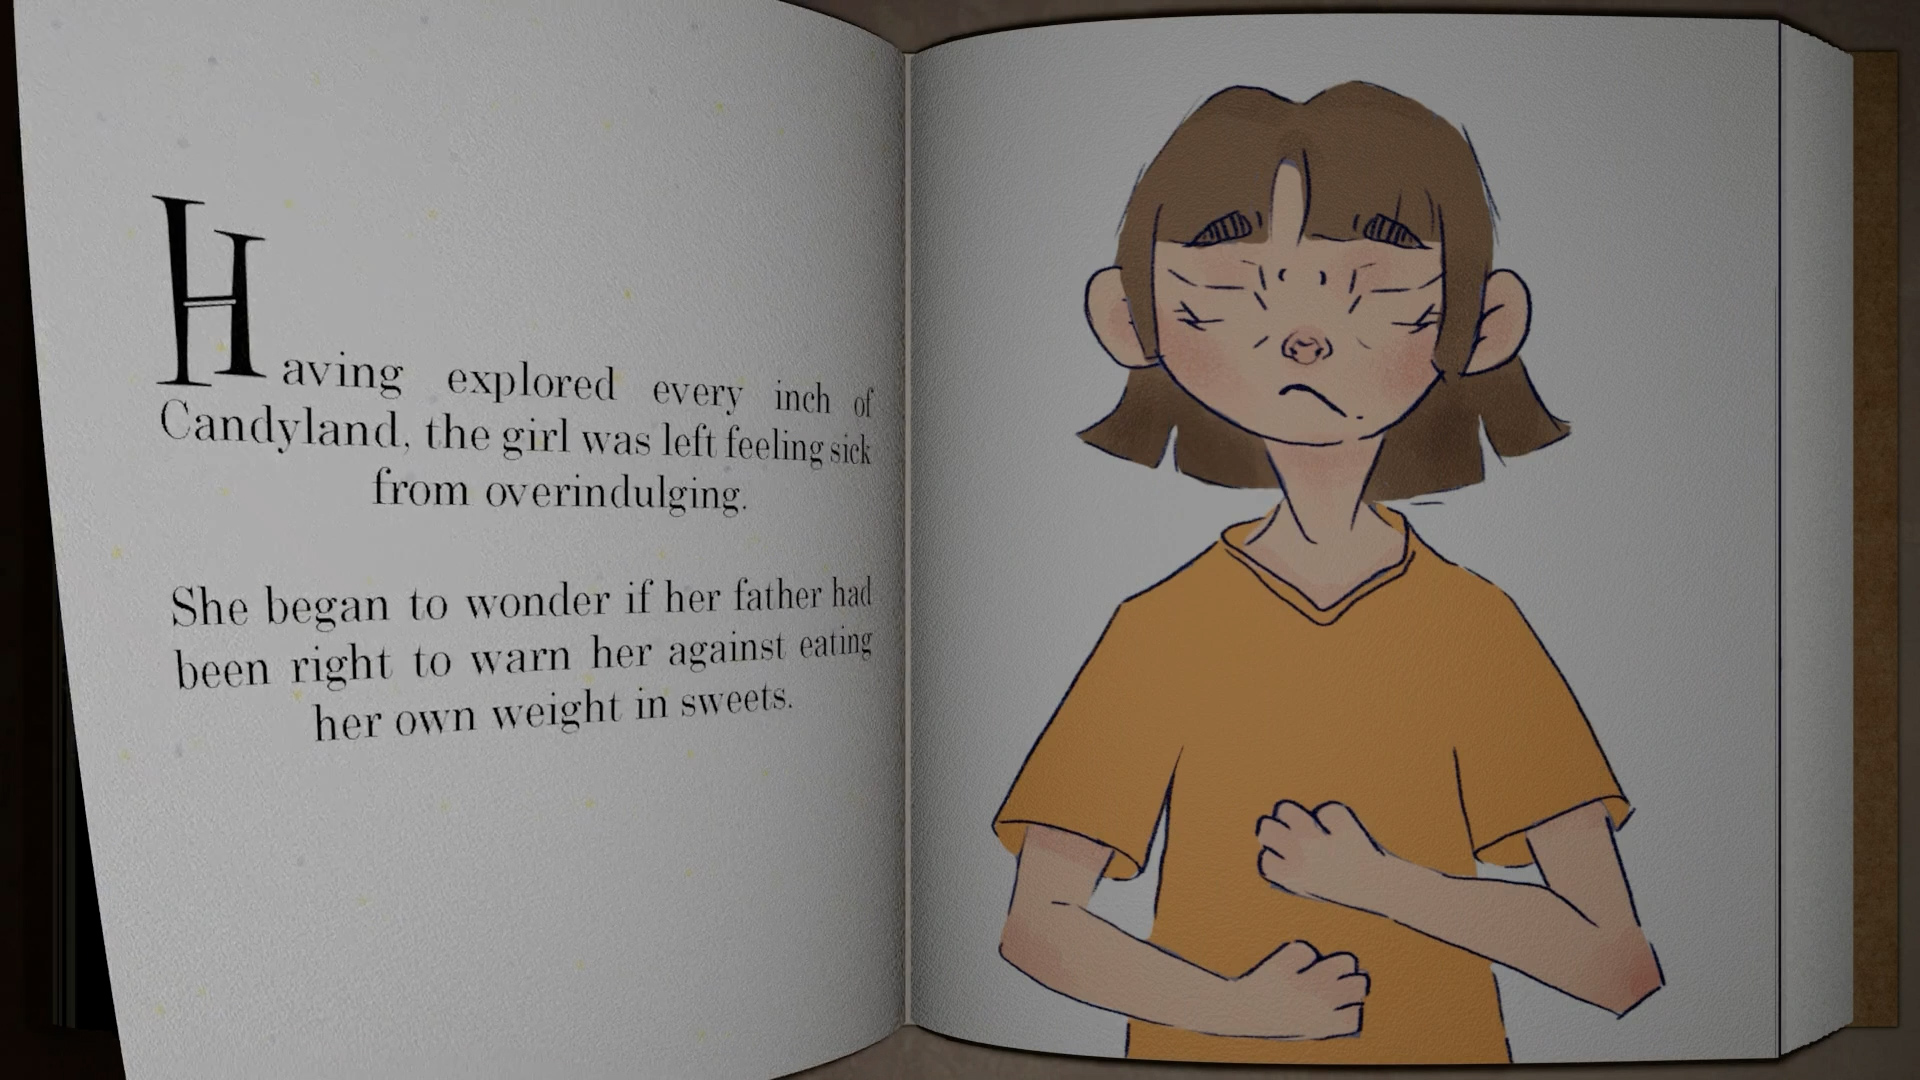 Having explored every inch of
Candyland, the girl was left feeling sick
from overindulging.
She began to wonder if her father had
been right to warn her against eating
her own weight in sweets.